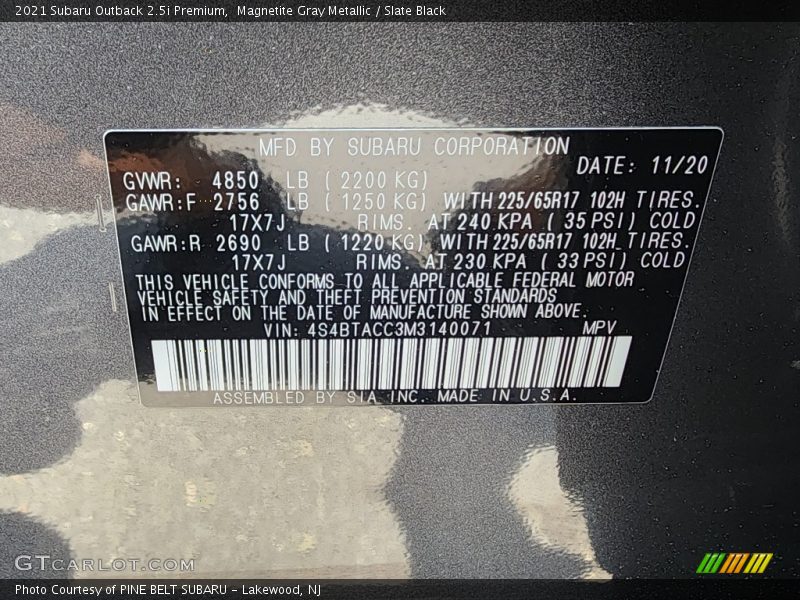 2021 Subaru Outback 2.5i Premium,  Magnetite Gray Metallic / Slate Black
MFD. BY SUBARU CORPORATION
DATE: 11/20
GVWR: 4850 LB ( 2200 KG)
GAWR:F 2756 LB ( 1250 KG) WITH 225/65R17 102H TIRES.
17X7J RIMS. AT 240 KPA ( 35 PSI) COLD
GAWR:R 2690 LB ( 1220 KG) WITH 225/65R17 102H TIRES.
17X7J RIMS. AT 230 KPA ( 33 PSI) COLD
THIS VEHICLE CONFORMS TO ALL APPLICABLE FEDERAL MOTOR
VEHICLE SAFETY AND THEFT PREVENTION STANDARDS
IN EFFECT ON THE DATE OF MANUFACTURE SHOWN ABOVE.
VIN: 4S4BTACC3M3140071 MPV
ASSEMBLED BY SIA INC. MADE IN U.S.A.
GTCarLot.com
Photo Courtesy of PINE BELT SUBARU - Lakewood, NJ